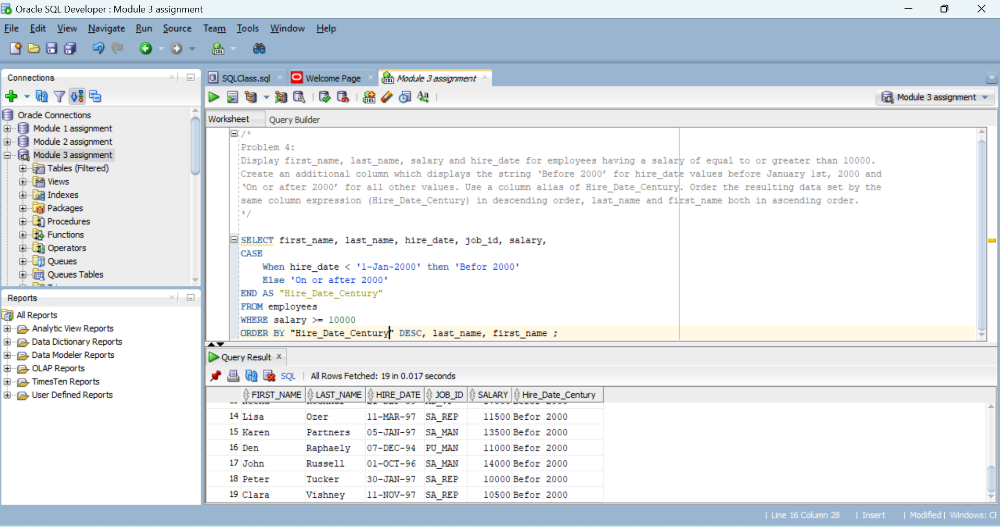 Oracle SQL Developer : Module 3 assignment
File Edit View Navigate Run Source Team Tools Window Help
Connections
Oracle Connections
Module 1 assignment
Module 2 assignment
Module 3 assignment
Tables (Filtered)
Views
Indexes
Packages
Procedures
Functions
Operators
Queues
Queues Tables
Reports
All Reports
Analytic View Reports
Data Dictionary Reports
Data Modeler Reports
OLAP Reports
TimesTen Reports
User Defined Reports
SQLClass.sql Welcome Page Module 3 assignment
Module 3 assignment
Worksheet Query Builder
/*
Problem 4:
Display first_name, last_name, salary and hire_date for employees having a salary of equal to or greater than 10000.
Create an additional column which displays the string ‘Before 2000’ for hire_date values before January 1st, 2000 and
‘On or after 2000’ for all other values. Use a column alias of Hire_Date_Century. Order the resulting data set by the
same column expression (Hire_Date_Century) in descending order, last_name and first_name both in ascending order.
*/
SELECT first_name, last_name, hire_date, job_id, salary,
CASE
When hire_date < '1-Jan-2000' then 'Befor 2000'
Else 'On or after 2000'
END AS "Hire_Date_Century"
FROM employees
WHERE salary >= 10000
ORDER BY "Hire_Date_Century" DESC, last_name, first_name ;
Query Result
SQL | All Rows Fetched: 19 in 0.017 seconds
FIRST_NAME LAST_NAME HIRE_DATE JOB_ID SALARY Hire_Date_Century
14 Lisa Ozer 11-MAR-97 SA_REP 11500 Befor 2000
15 Karen Partners 05-JAN-97 SA_MAN 13500 Befor 2000
16 Den Raphaely 07-DEC-94 PU_MAN 11000 Befor 2000
17 John Russell 01-OCT-96 SA_MAN 14000 Befor 2000
18 Peter Tucker 30-JAN-97 SA_REP 10000 Befor 2000
19 Clara Vishney 11-NOV-97 SA_REP 10500 Befor 2000
| Line 16 Column 28 | Insert | Modified | Windows: